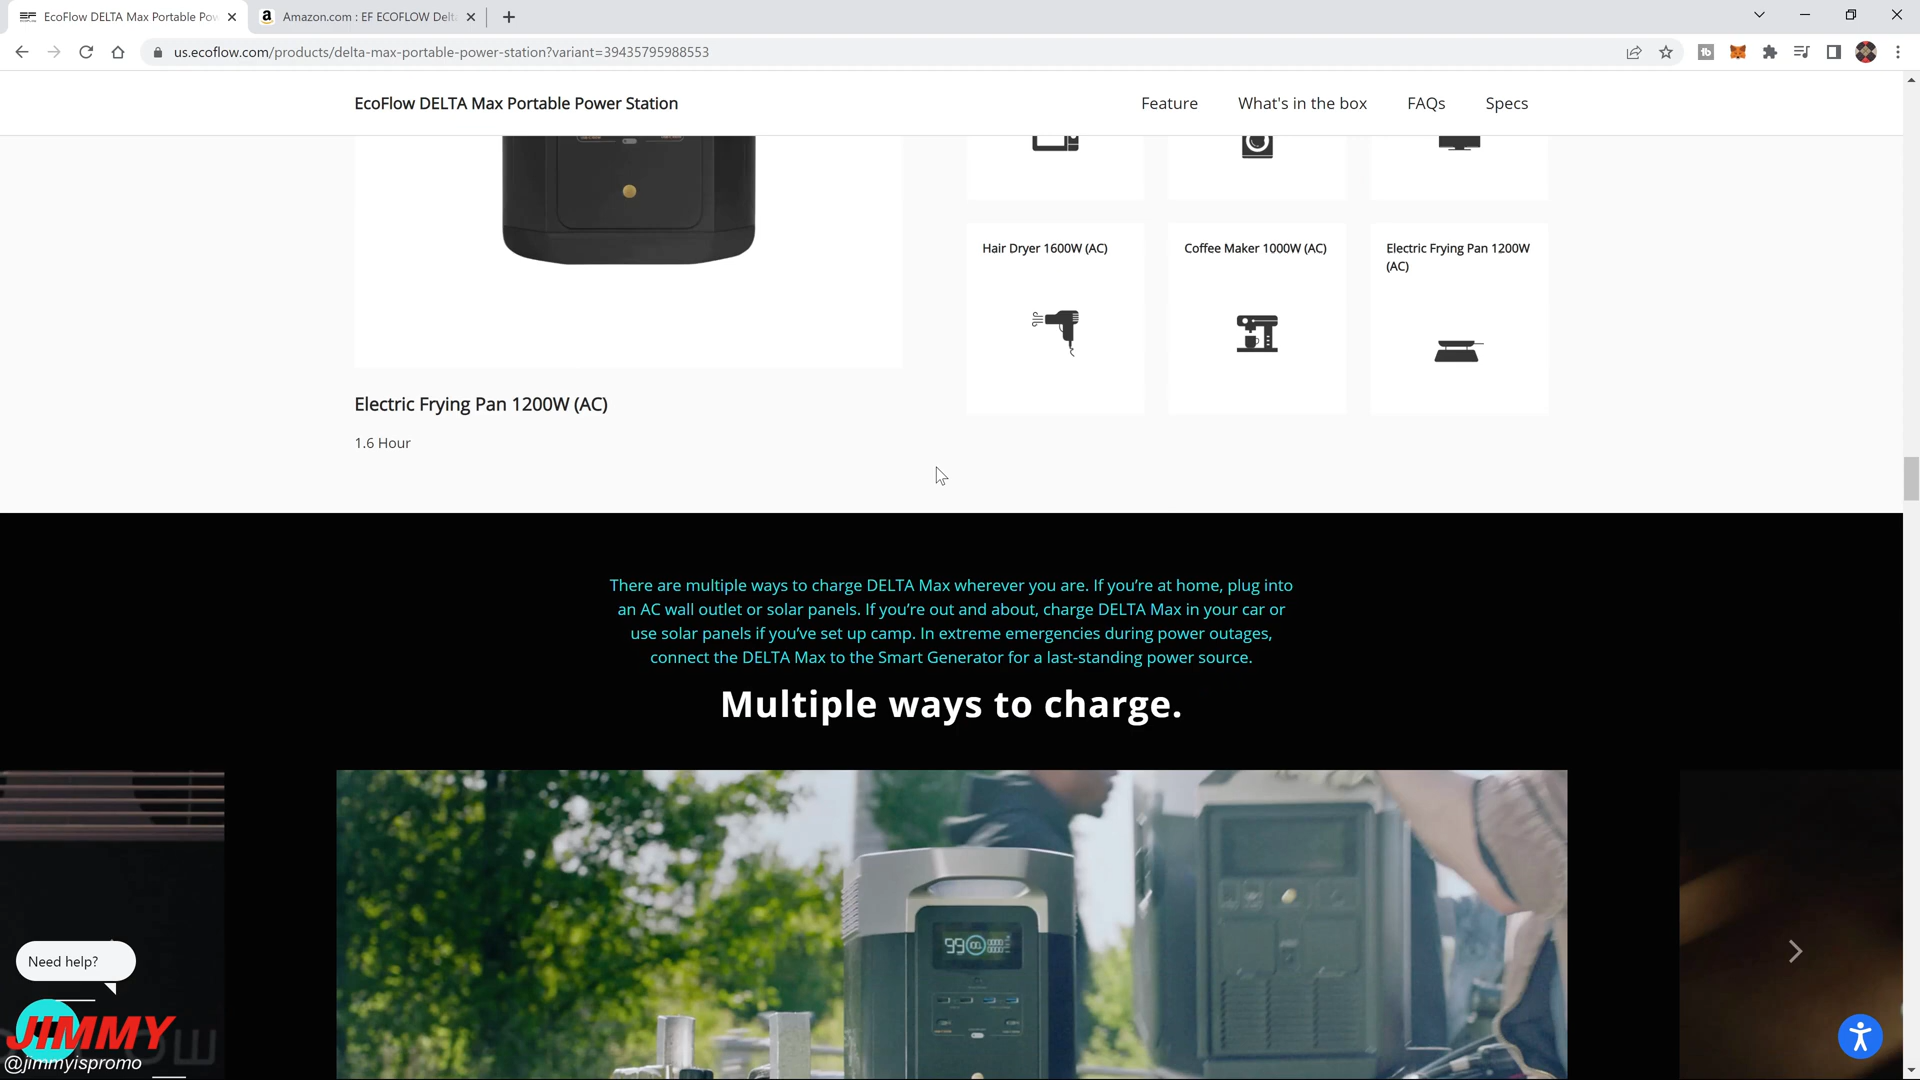 EcoFlow DELTA Max Portable Pow
Amazon.com : EF ECOFLOW Delta
us.ecoflow.com/products/delta-max-portable-power-station?variant=39435795988553
EcoFlow DELTA Max Portable Power Station
Feature
What's in the box
FAQs
Specs
Hair Dryer 1600W (AC)
Coffee Maker 1000W (AC)
Electric Frying Pan 1200W
(AC)
Electric Frying Pan 1200W (AC)
1.6 Hour
There are multiple ways to charge DELTA Max wherever you are. If you’re at home, plug into
an AC wall outlet or solar panels. If you’re out and about, charge DELTA Max in your car or
use solar panels if you’ve set up camp. In extreme emergencies during power outages,
connect the DELTA Max to the Smart Generator for a last-standing power source.
Multiple ways to charge.
99
Need help?
JIMMY
@jimmyispromo